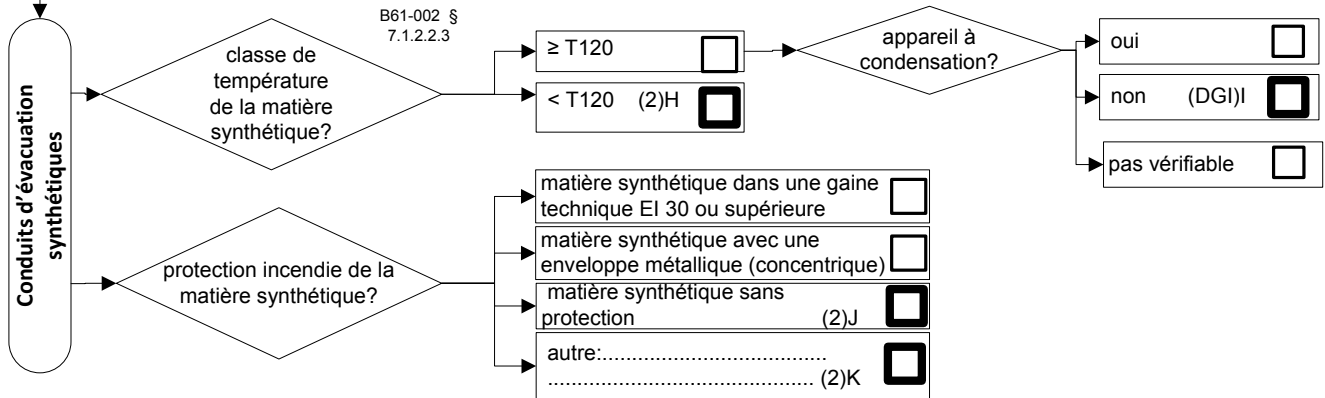 Conduits d'évacuation
synthétiques
B61-002 §
7.1.2.2.3
classe de
température
de la matière
synthétique?
≥ T120
< T120 (2)H
appareil à
condensation?
oui
non (DGI)I
pas vérifiable
protection incendie de la
matière synthétique?
matière synthétique dans une gaine
technique EI 30 ou supérieure
matière synthétique avec une
enveloppe métallique (concentrique)
matière synthétique sans
protection (2)J
autre:.....................................
............................................ (2)K